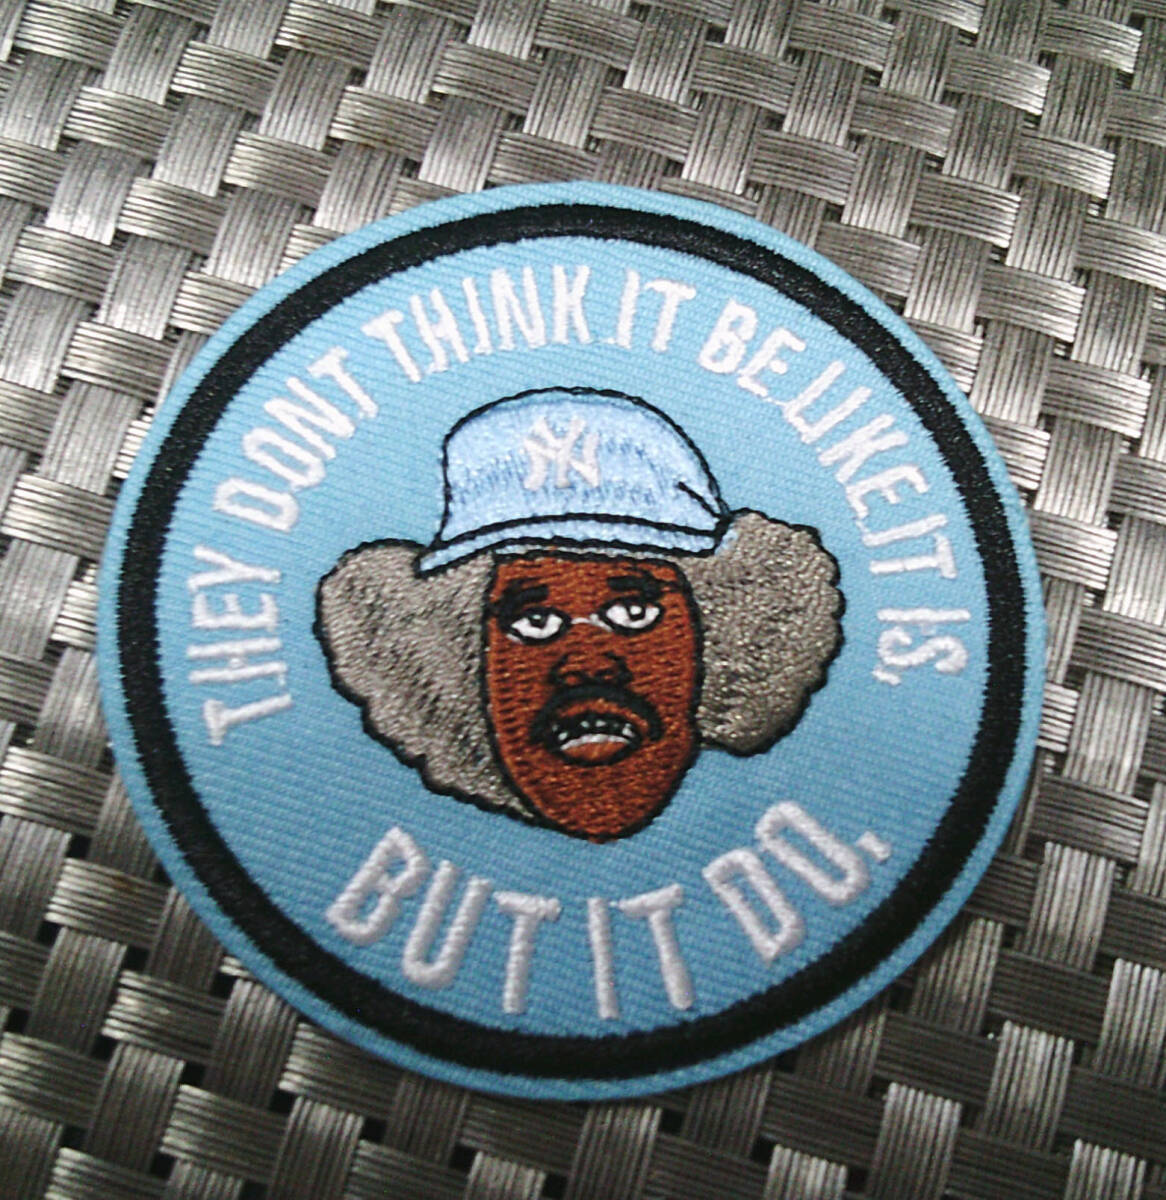 THEY DONT THINK IT BE LIKE IT IS,
NY
BUT IT DO.